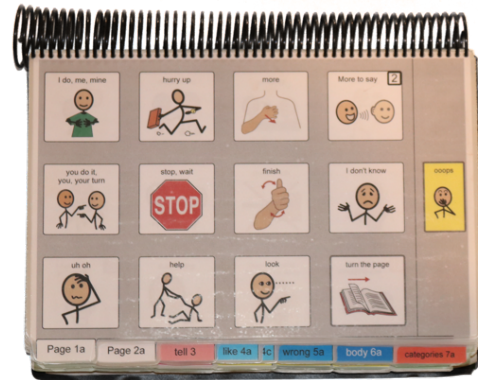 I do, me, mine
hurry up
more
More to say
2
you do it,
you, your turn
stop, wait
STOP
finish
I don't know
ooops
uh oh
help
look
turn the page
Page 1a
Page 2a
tell 3
like 4a
4c
wrong 5a
body 6a
categories 7a